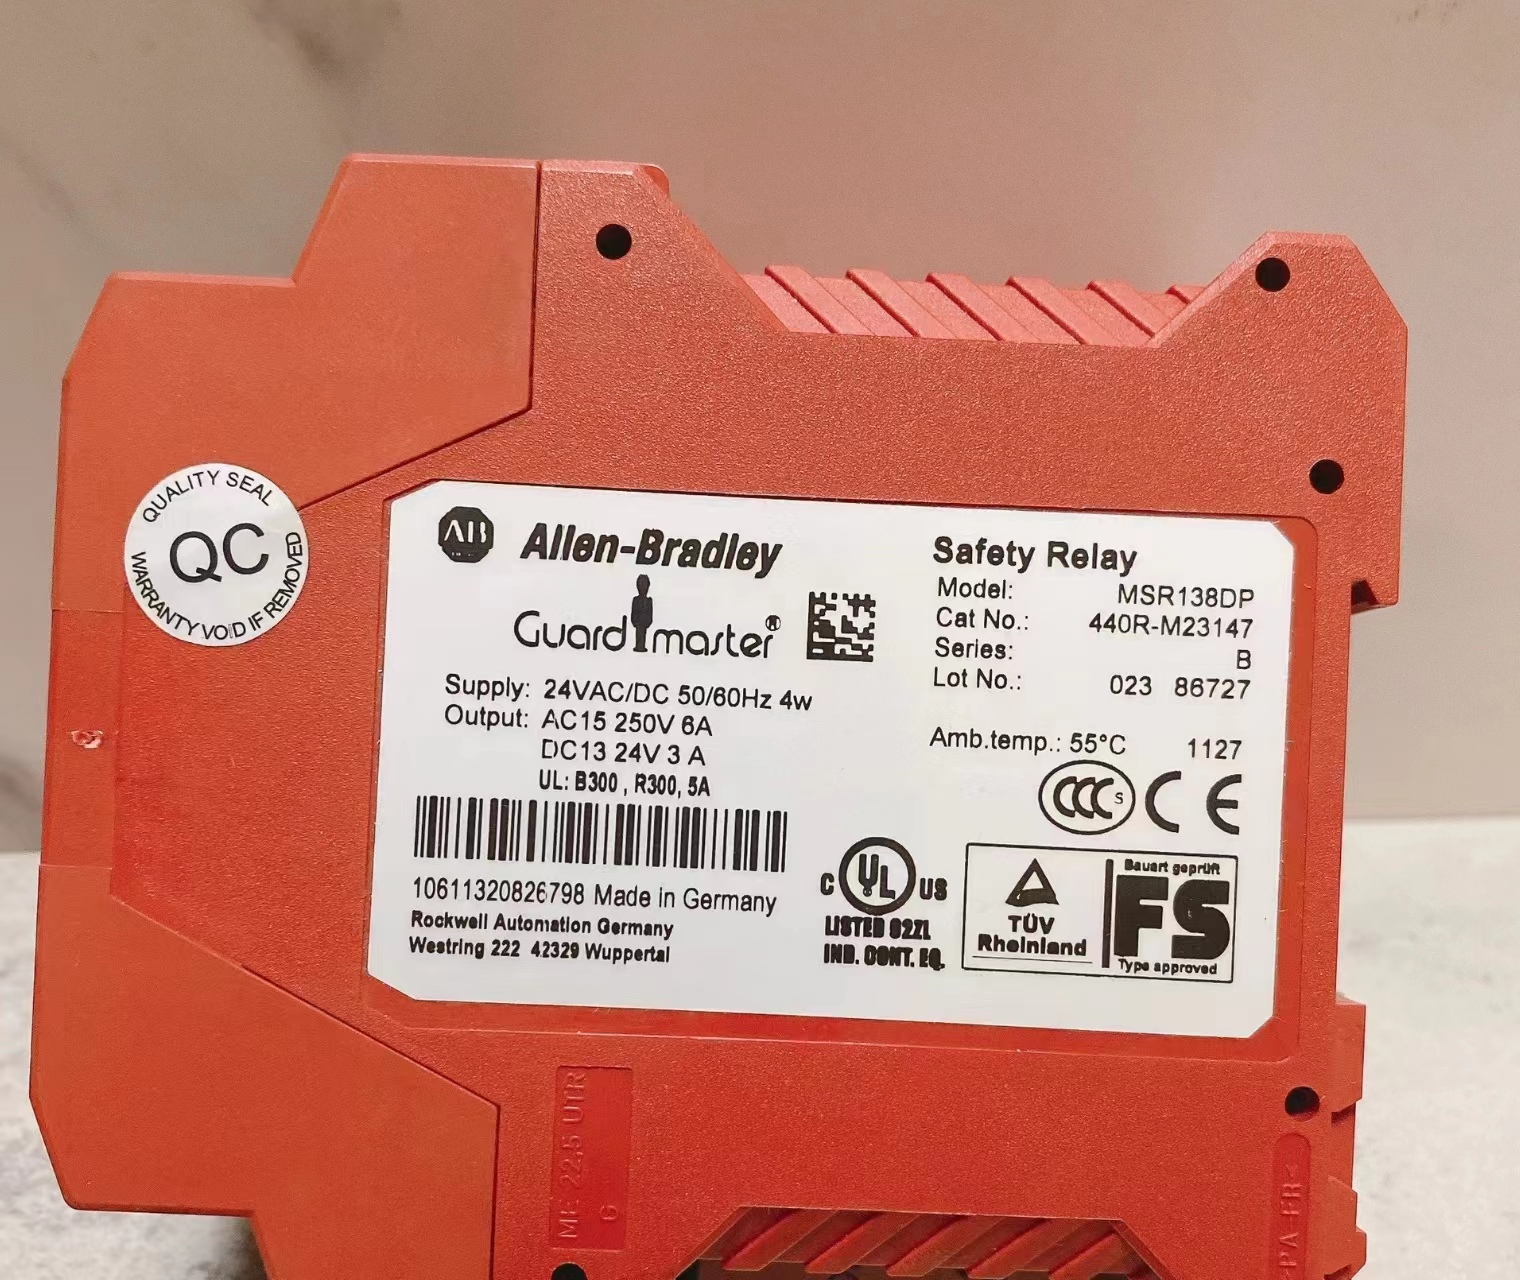 QUALITY SEAL
QC
WARRANTY VOID IF REMOVED
AB
Allen-Bradley
Guardmaster®
Supply: 24VAC/DC 50/60Hz 4w
Output: AC15 250V 6A
DC13 24V 3 A
UL: B300 , R300, 5A
10611320826798 Made in Germany
Rockwell Automation Germany
Westring 222 42329 Wuppertal
Safety Relay
Model: MSR138DP
Cat No.: 440R-M23147
Series: B
Lot No.: 023 86727
Amb.temp.: 55°C 1127
CCC S CE
C UL US
LISTED 92ZL
IND. CONT. EQ.
TÜV
Rheinland
Bauart geprüft
FS
Type approved
ME 22,5 UTR
6
PA-FR<